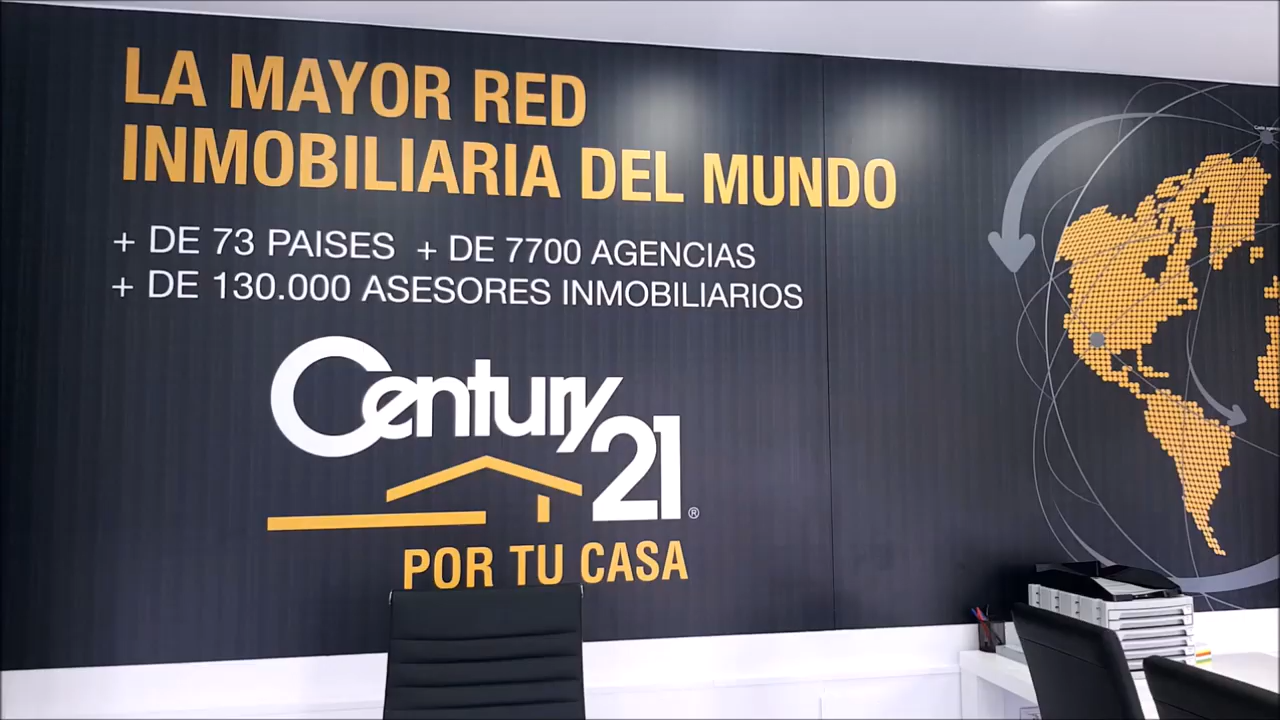 LA MAYOR RED
INMOBILIARIA DEL MUNDO
+ DE 73 PAISES + DE 7700 AGENCIAS
+ DE 130.000 ASESORES INMOBILIARIOS
Century
21®
POR TU CASA